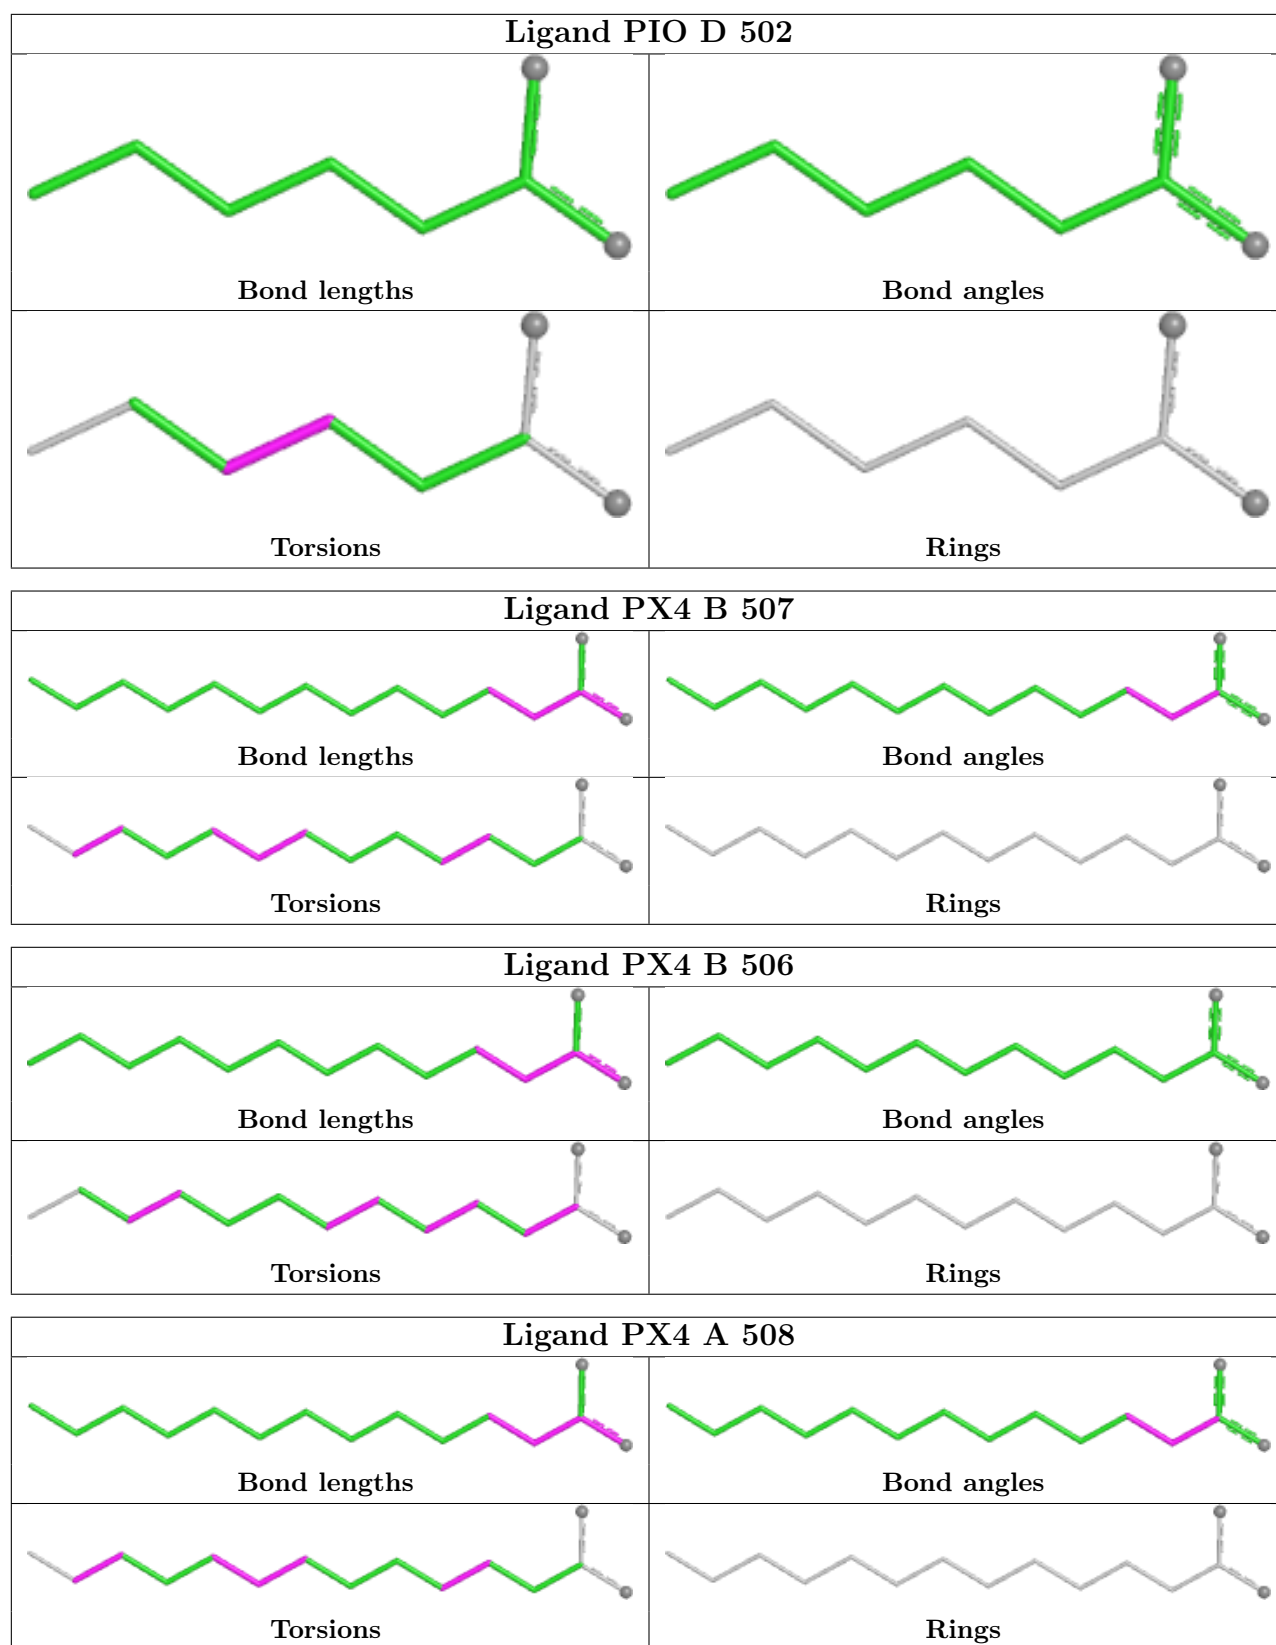 Ligand PIO D 502
Bond lengths Bond angles
Torsions Rings
Ligand PX4 B 507
Bond lengths Bond angles
Torsions Rings
Ligand PX4 B 506
Bond lengths Bond angles
Torsions Rings
Ligand PX4 A 508
Bond lengths Bond angles
Torsions Rings